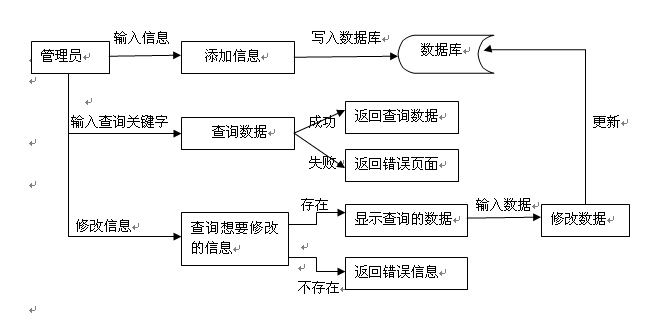 输入信息
写入数据库
管理员
添加信息
数据库
输入查询关键字
查询数据
成功
返回查询数据
更新
失败
返回错误页面
修改信息
存在
输入数据
查询想要修改
的信息
显示查询的数据
修改数据
不存在
返回错误信息